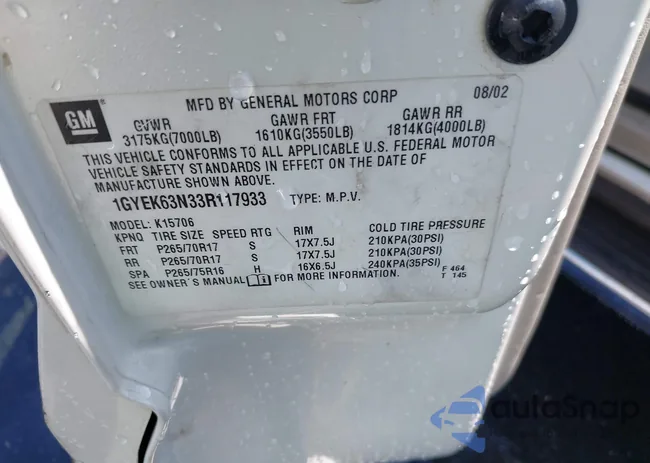 MFD BY GENERAL MOTORS CORP 08/02
GM
GVWR GAWR FRT GAWR RR
3175KG(7000LB) 1610KG(3550LB) 1814KG(4000LB)
THIS VEHICLE CONFORMS TO ALL APPLICABLE U.S. FEDERAL MOTOR
VEHICLE SAFETY STANDARDS IN EFFECT ON THE DATE OF
MANUFACTURE SHOWN ABOVE.
1GYEK63N33R117933 TYPE: M.P.V.
MODEL: K15706
KPNQ TIRE SIZE SPEED RTG RIM COLD TIRE PRESSURE
FRT P265/70R17 S 17X7.5J 210KPA(30PSI)
RR P265/70R17 S 17X7.5J 210KPA(30PSI)
SPA P265/75R16 H 16X6.5J 240KPA(35PSI)
SEE OWNER'S MANUAL FOR MORE INFORMATION.
F 464
T 145
autoSnap